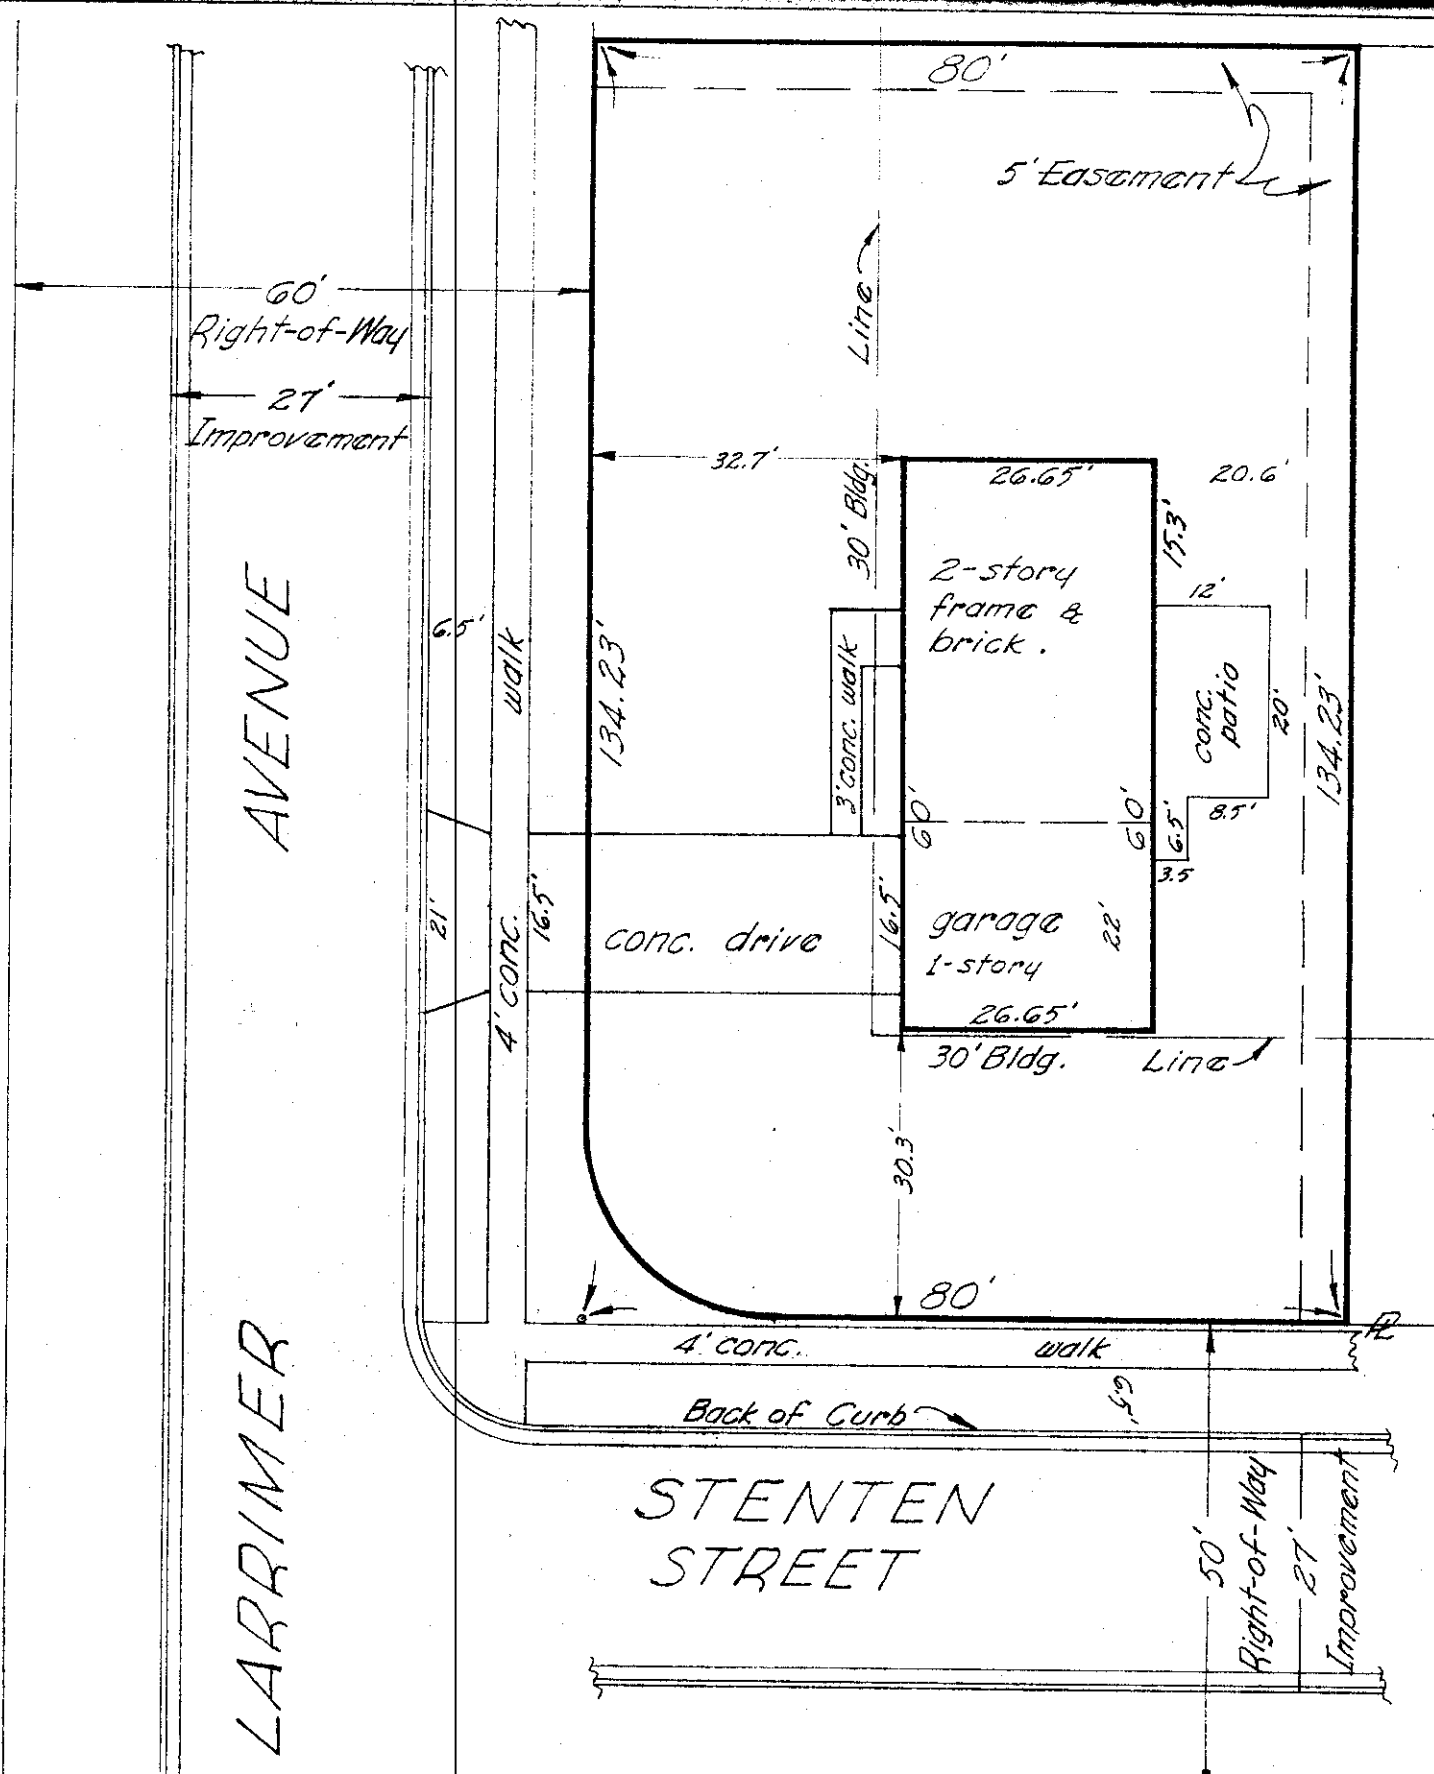 80'
5' Easement
60'
Right-of-Way
27'
Improvement
Line
30' Bldg.
32.7'
26.65'
20.6'
15.3'
2-story
frame &
brick.
12'
6.5'
walk
134.23'
3' conc. walk
conc.
patio
20'
134.23'
8.5'
60'
60'
6.5'
3.5
AVENUE
21'
4' conc.
16.5'
conc. drive
16.5'
garage
1-story
22'
26.65'
30' Bldg.
Line
30.3'
80'
PL
4' conc.
walk
6.5'
Back of Curb
LARRIMER
STENTEN
STREET
50'
Right-of-Way
27'
Improvement